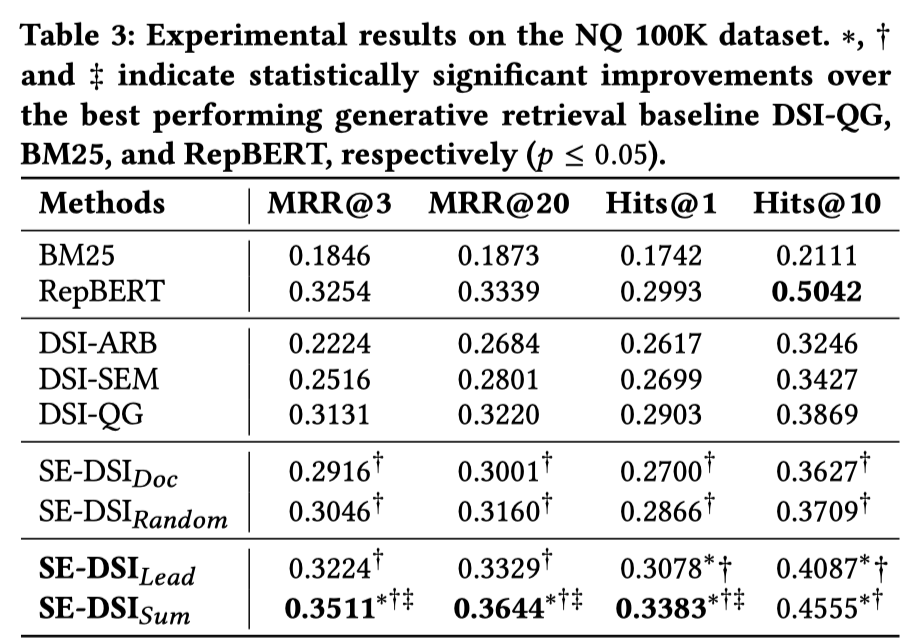 Table 3: Experimental results on the NQ 100K dataset. ∗, †
and ‡ indicate statistically significant improvements over
the best performing generative retrieval baseline DSI-QG,
BM25, and RepBERT, respectively (p ≤ 0.05).
Methods MRR@3 MRR@20 Hits@1 Hits@10
BM25 0.1846 0.1873 0.1742 0.2111
RepBERT 0.3254 0.3339 0.2993 0.5042
DSI-ARB 0.2224 0.2684 0.2617 0.3246
DSI-SEM 0.2516 0.2801 0.2699 0.3427
DSI-QG 0.3131 0.3220 0.2903 0.3869
SE-DSI_Doc 0.2916† 0.3001† 0.2700† 0.3627†
SE-DSI_Random 0.3046† 0.3160† 0.2866† 0.3709†
SE-DSI_Lead 0.3224† 0.3329† 0.3078∗† 0.4087∗†
SE-DSI_Sum 0.3511∗†‡ 0.3644∗†‡ 0.3383∗†‡ 0.4555∗†